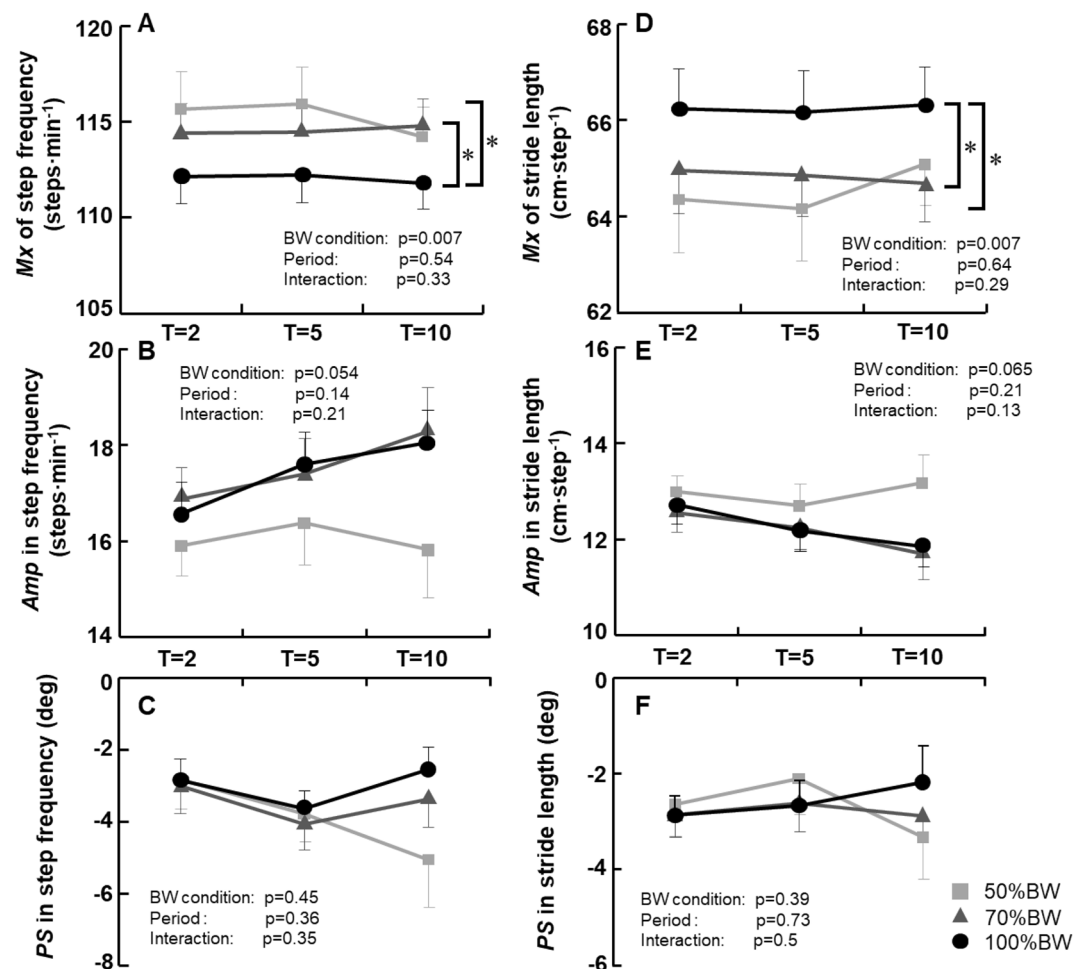 A
Mx of step frequency
(steps·min-1)
120
115
110
105
*
*
BW condition: p=0.007
Period : p=0.54
Interaction: p=0.33
T=2 T=5 T=10
B
Amp in step frequency
(steps·min-1)
20
18
16
14
BW condition: p=0.054
Period : p=0.14
Interaction: p=0.21
T=2 T=5 T=10
C
PS in step frequency (deg)
0
-2
-4
-6
-8
BW condition: p=0.45
Period : p=0.36
Interaction: p=0.35
D
Mx of stride length
(cm·step-1)
68
66
64
62
*
*
BW condition: p=0.007
Period : p=0.64
Interaction: p=0.29
T=2 T=5 T=10
E
Amp in stride length
(cm·step-1)
16
14
12
10
BW condition: p=0.065
Period : p=0.21
Interaction: p=0.13
T=2 T=5 T=10
F
PS in stride length (deg)
0
-2
-4
-6
BW condition: p=0.39
Period : p=0.73
Interaction: p=0.5
50%BW
70%BW
100%BW